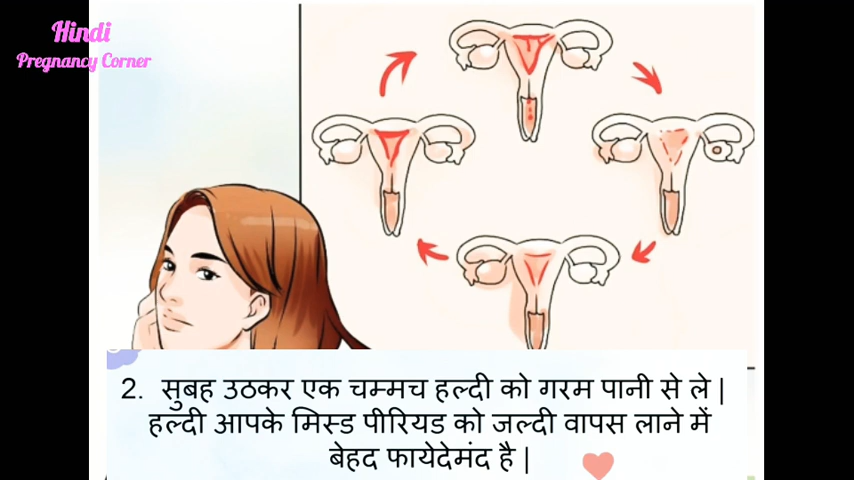 Hindi
Pregnancy Corner
2. सुबह उठकर एक चम्मच हल्दी को गरम पानी से ले |
हल्दी आपके मिस्ड पीरियड को जल्दी वापस लाने में
बेहद फायेदेमंद है |